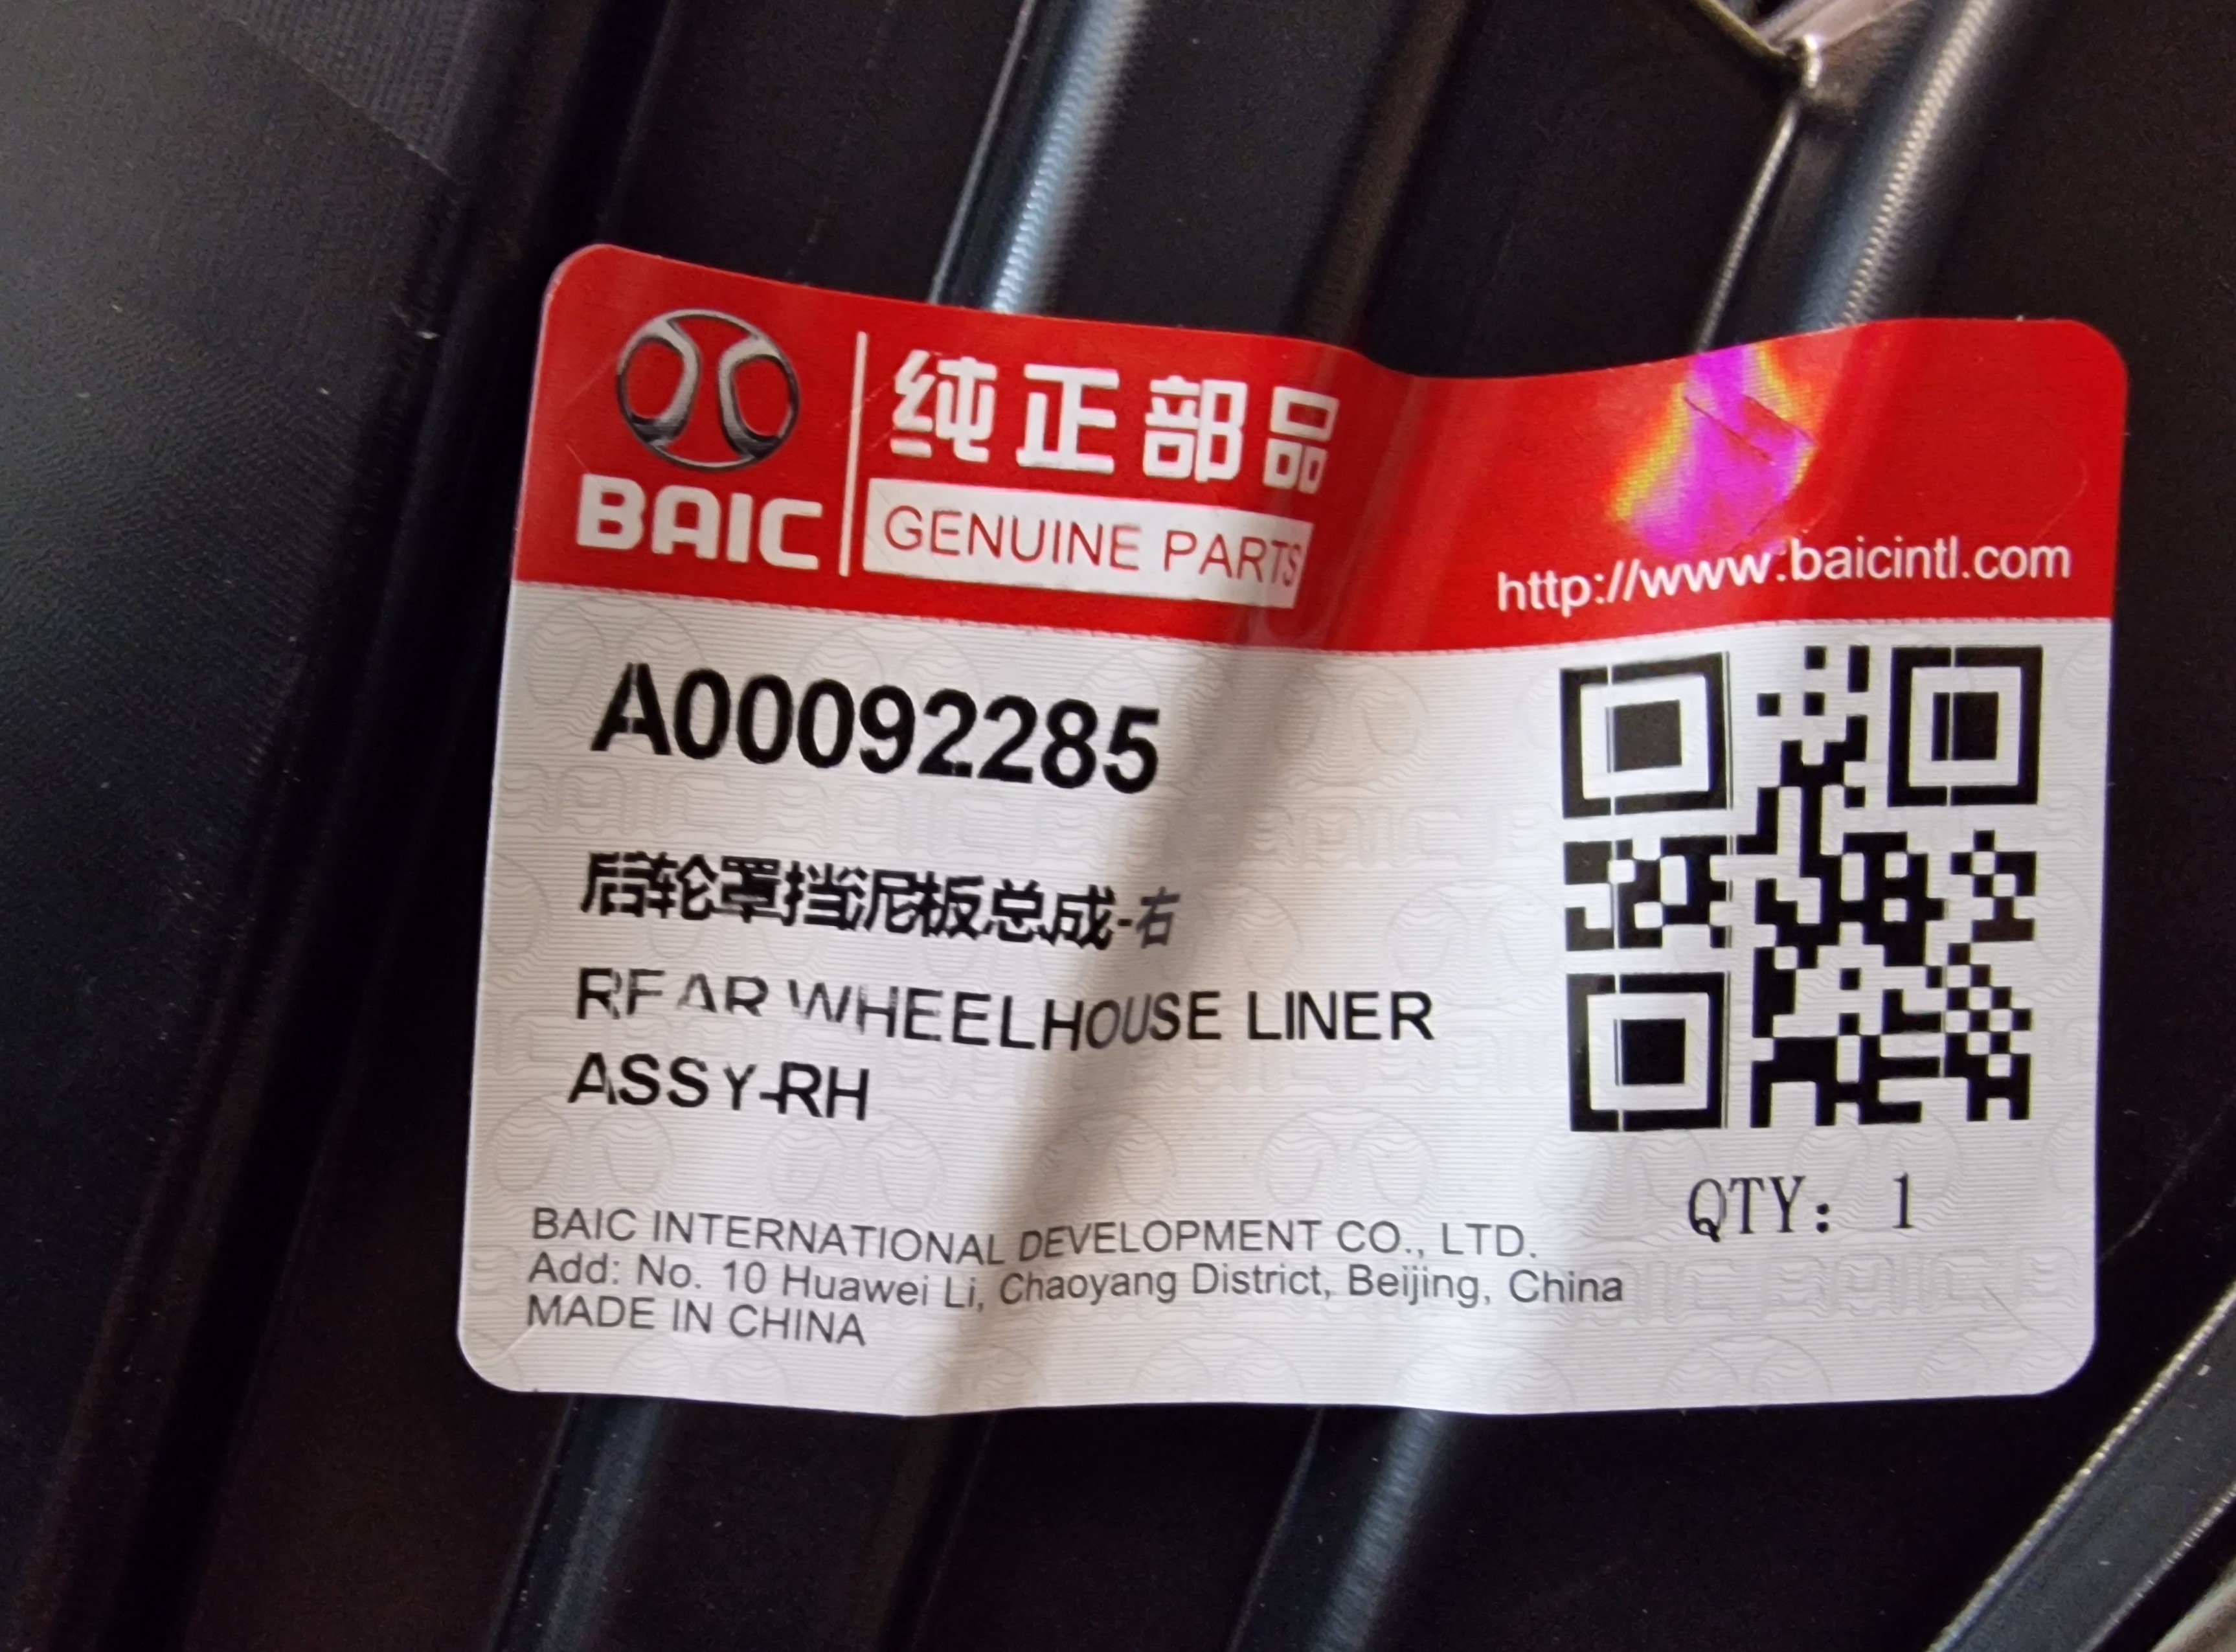 BAIC
纯正部品
GENUINE PARTS
http://www.baicintl.com
A00092285
后轮罩挡泥板总成-右
REAR WHEELHOUSE LINER
ASSY-RH
QTY: 1
BAIC INTERNATIONAL DEVELOPMENT CO., LTD.
Add: No. 10 Huawei Li, Chaoyang District, Beijing, China
MADE IN CHINA